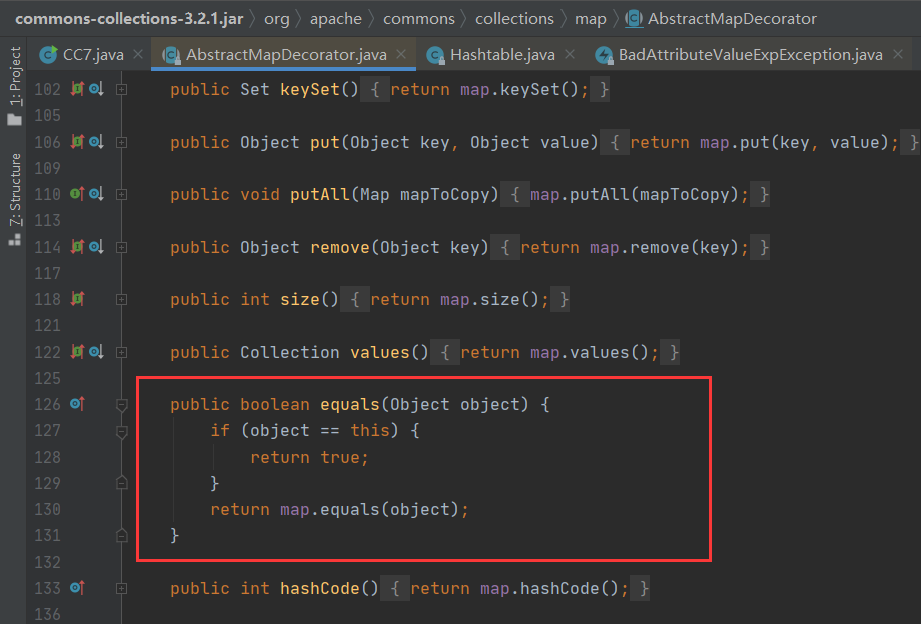 commons-collections-3.2.1.jar > org > apache > commons > collections > map > AbstractMapDecorator
CC7.java × AbstractMapDecorator.java × Hashtable.java × BadAttributeValueExpException.java ×
1: Project
Z: Structure
102 public Set keySet() { return map.keySet(); }
105
106 public Object put(Object key, Object value) { return map.put(key, value); }
109
110 public void putAll(Map mapToCopy) { map.putAll(mapToCopy); }
113
114 public Object remove(Object key) { return map.remove(key); }
117
118 public int size() { return map.size(); }
121
122 public Collection values() { return map.values(); }
125
126 public boolean equals(Object object) {
127 if (object == this) {
128 return true;
129 }
130 return map.equals(object);
131 }
132
133 public int hashCode() { return map.hashCode(); }
136